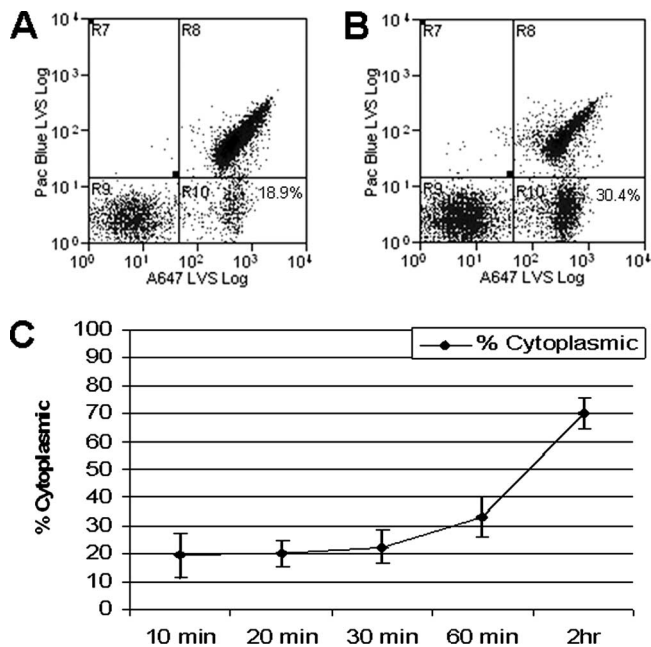 A
B
10⁴
R7
R8
10³
10²
10¹
10⁰
R9
R10
18.9%
Pac Blue LVS Log
10⁰
10¹
10²
10³
10⁴
A647 LVS Log
10⁴
R7
R8
10³
10²
10¹
10⁰
R9
R10
30.4%
Pac Blue LVS Log
10⁰
10¹
10²
10³
10⁴
A647 LVS Log
C
% Cytoplasmic
100
90
80
70
60
50
40
30
20
10
0
% Cytoplasmic
10 min
20 min
30 min
60 min
2hr